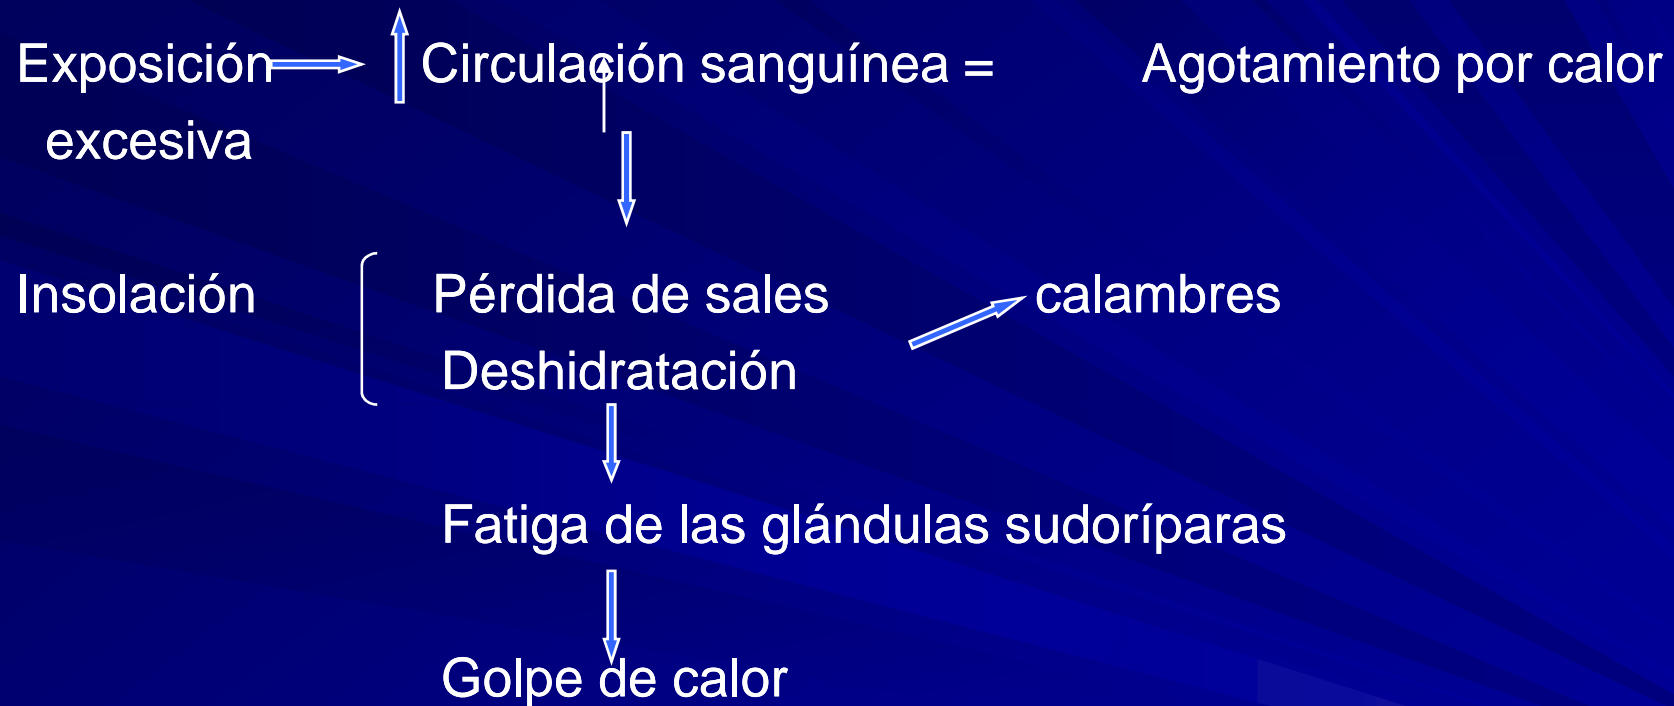 Exposición Circulación sanguínea = Agotamiento por calor
excesiva
Insolación Pérdida de sales calambres
Deshidratación
Fatiga de las glándulas sudoríparas
Golpe de calor